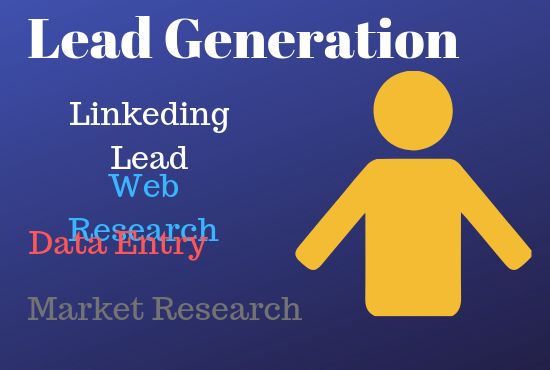 Lead Generation
Linkeding
Lead
Web
Research
Data Entry
Market Research